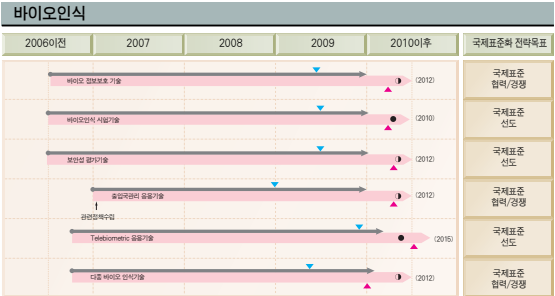 바이오인식
2006이전 2007 2008 2009 2010이후 국제표준화 전략목표
바이오 정보보호 기술 (2012) 국제표준
협력/경쟁
바이오인식 시험기술 (2010) 국제표준
선도
보안성 평가기술 (2012) 국제표준
선도
출입국관리 응용기술 (2012) 국제표준
협력/경쟁
관련정책수립
Telebiometric 응용기술 (2015) 국제표준
선도
다중 바이오 인식기술 (2012) 국제표준
협력/경쟁